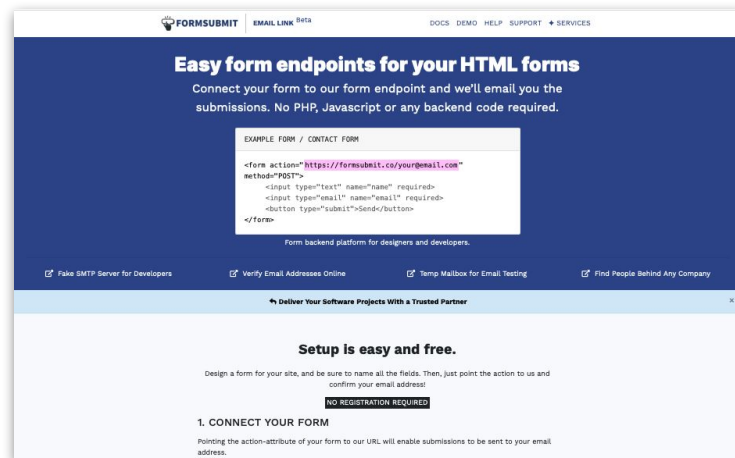 FORMSUBMIT EMAIL LINK Beta DOCS DEMO HELP SUPPORT + SERVICES
Easy form endpoints for your HTML forms
Connect your form to our form endpoint and we'll email you the
submissions. No PHP, Javascript or any backend code required.
EXAMPLE FORM / CONTACT FORM
<form action="https://formsubmit.co/your@email.com"
method="POST">
<input type="text" name="name" required>
<input type="email" name="email" required>
<button type="submit">Send</button>
</form>
Form backend platform for designers and developers.
Fake SMTP Server for Developers Verify Email Addresses Online Temp Mailbox for Email Testing Find People Behind Any Company
Deliver Your Software Projects With a Trusted Partner ×
Setup is easy and free.
Design a form for your site, and be sure to name all the fields. Then, just point the action to us and
confirm your email address!
NO REGISTRATION REQUIRED
1. CONNECT YOUR FORM
Pointing the action-attribute of your form to our URL will enable submissions to be sent to your email
address.